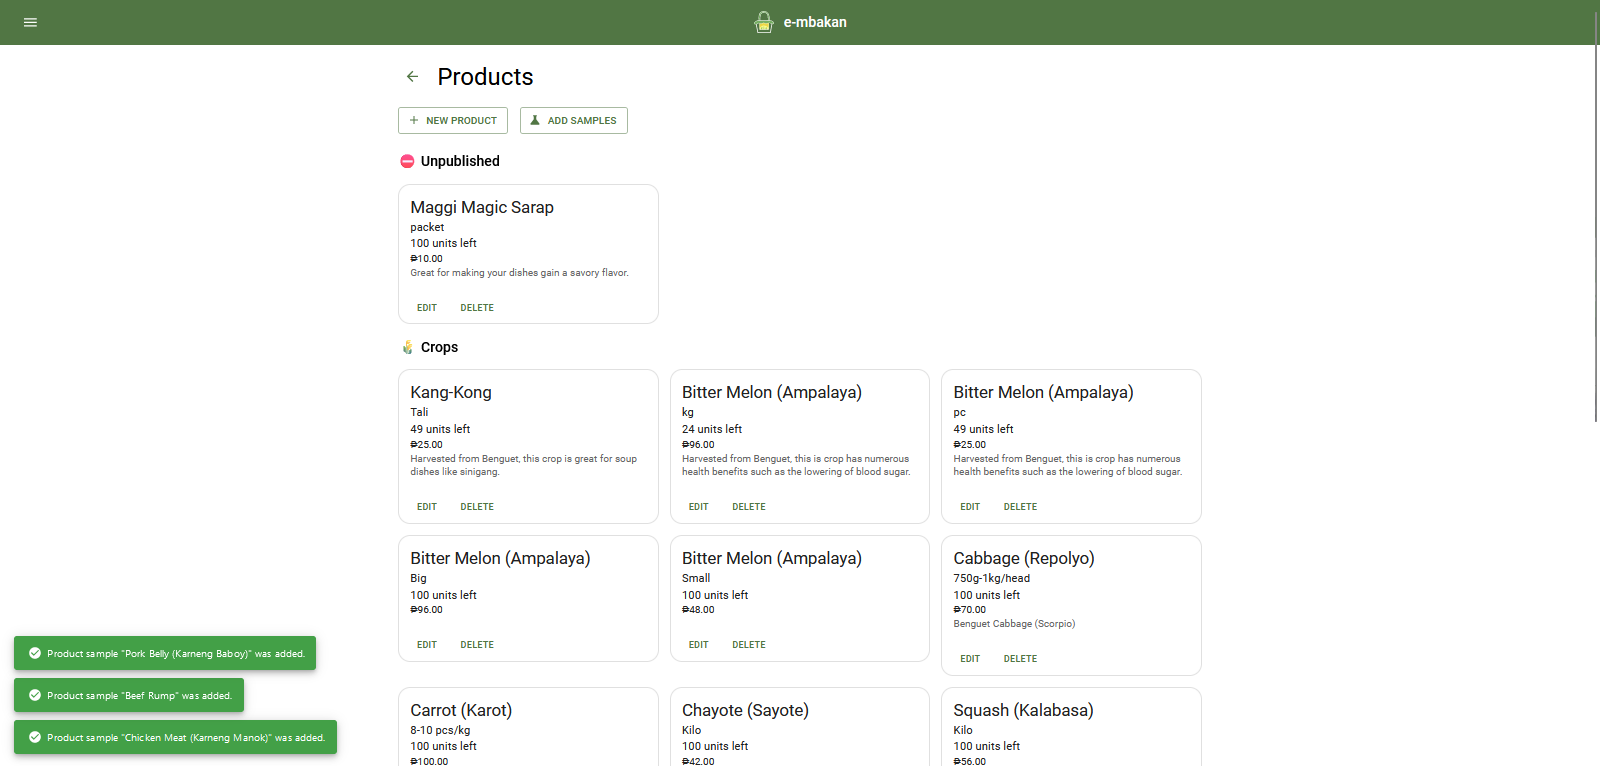 e-mbakan
Products
NEW PRODUCT
ADD SAMPLES
Unpublished
Maggi Magic Sarap
packet
100 units left
₱10.00
Great for making your dishes gain a savory flavor.
EDIT DELETE
Crops
Kang-Kong
Tali
49 units left
₱25.00
Harvested from Benguet, this crop is great for soup
dishes like sinigang.
EDIT DELETE
Bitter Melon (Ampalaya)
kg
24 units left
₱96.00
Harvested from Benguet, this is crop has numerous
health benefits such as the lowering of blood sugar.
EDIT DELETE
Bitter Melon (Ampalaya)
pc
49 units left
₱25.00
Harvested from Benguet, this is crop has numerous
health benefits such as the lowering of blood sugar.
EDIT DELETE
Bitter Melon (Ampalaya)
Big
100 units left
₱96.00
EDIT DELETE
Bitter Melon (Ampalaya)
Small
100 units left
₱48.00
EDIT DELETE
Cabbage (Repolyo)
750g-1kg/head
100 units left
₱70.00
Benguet Cabbage (Scorpio)
EDIT DELETE
Carrot (Karot)
8-10 pcs/kg
100 units left
₱100.00
Chayote (Sayote)
Kilo
100 units left
₱42.00
Squash (Kalabasa)
Kilo
100 units left
₱56.00
Product sample "Pork Belly (Karneng Baboy)" was added.
Product sample "Beef Rump" was added.
Product sample "Chicken Meat (Karneng Manok)" was added.